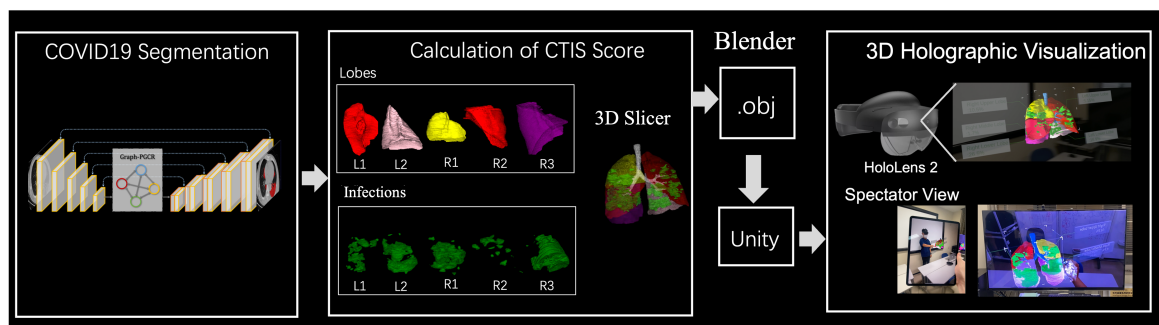 COVID19 Segmentation
Graph-PGCR
Calculation of CTIS Score
Lobes
L1 L2 R1 R2 R3
Infections
L1 L2 R1 R2 R3
3D Slicer
Blender
.obj
Unity
3D Holographic Visualization
HoloLens 2
Spectator View